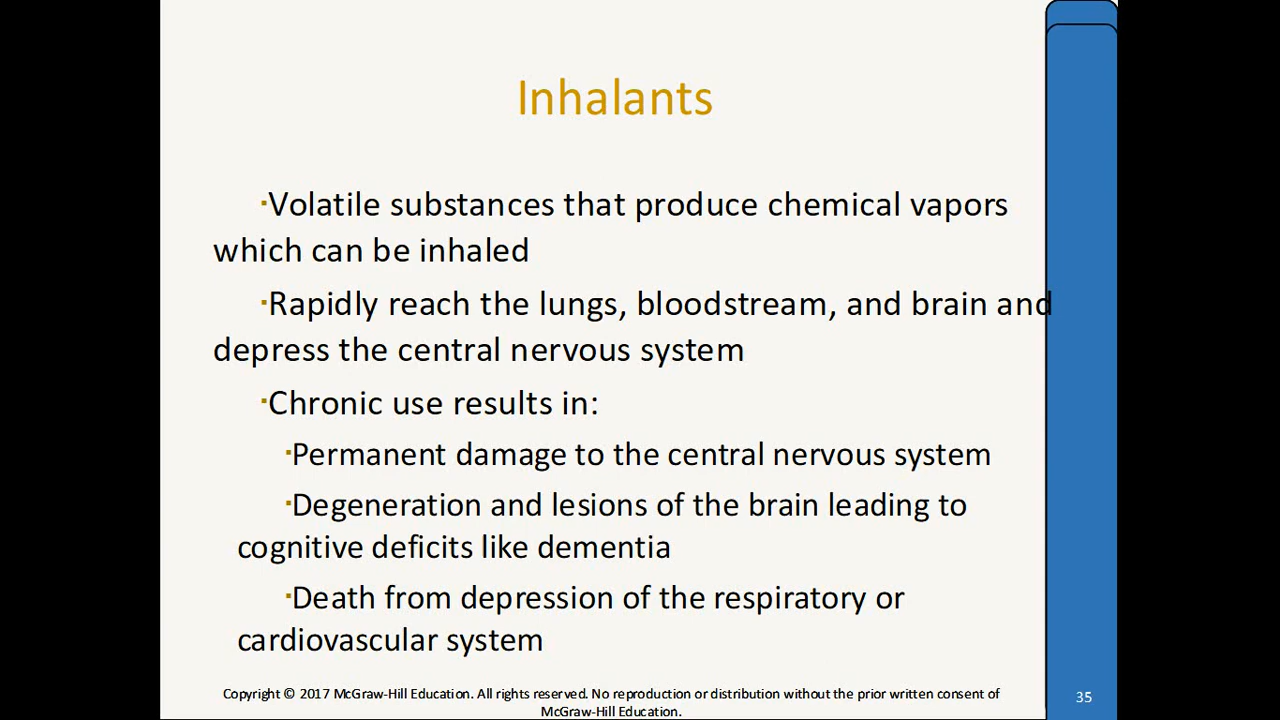 Inhalants
▪Volatile substances that produce chemical vapors
which can be inhaled
▪Rapidly reach the lungs, bloodstream, and brain and
depress the central nervous system
▪Chronic use results in:
▪Permanent damage to the central nervous system
▪Degeneration and lesions of the brain leading to
cognitive deficits like dementia
▪Death from depression of the respiratory or
cardiovascular system
Copyright © 2017 McGraw-Hill Education. All rights reserved. No reproduction or distribution without the prior written consent of
McGraw-Hill Education.
35